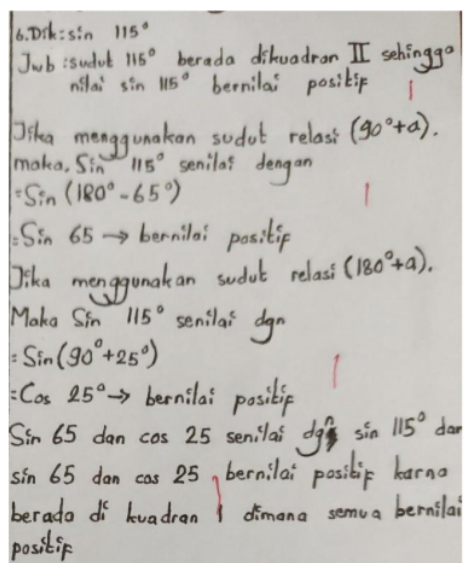 6.Dik:sin 115°
Jwb :sudut 115° berada dikuadran II sehingga
nilai sin 115° bernilai positif
Jika menggunakan sudut relasi (90°+a).
maka, Sin 115° senilai dengan
=Sin (180°-65°)
=Sin 65 → bernilai positif
Jika menggunakan sudut relasi (180°+a).
Maka Sin 115° senilai dgn
=Sin(90°+25°)
=Cos 25° → bernilai positif
Sin 65 dan cos 25 senilai dgn sin 115° dan
sin 65 dan cos 25 , bernilai positif karna
berada di kuadran 1 dimana semua bernilai
positif